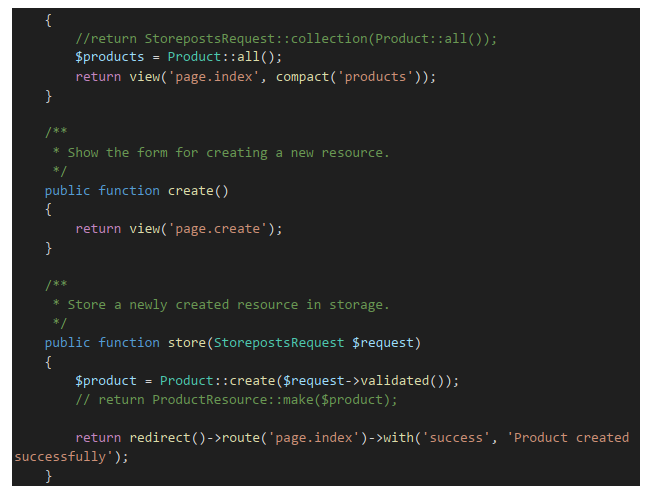 {
//return StorepostsRequest::collection(Product::all());
$products = Product::all();
return view('page.index', compact('products'));
}
/**
* Show the form for creating a new resource.
*/
public function create()
{
return view('page.create');
}
/**
* Store a newly created resource in storage.
*/
public function store(StorepostsRequest $request)
{
$product = Product::create($request->validated());
// return ProductResource::make($product);
return redirect()->route('page.index')->with('success', 'Product created
successfully');
}